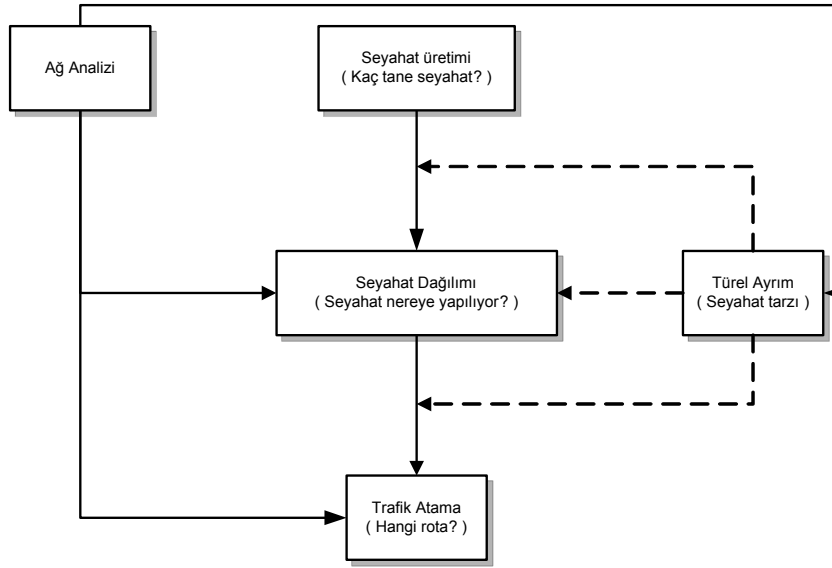 Ağ Analizi
Seyahat üretimi
( Kaç tane seyahat? )
Seyahat Dağılımı
( Seyahat nereye yapılıyor? )
Türel Ayrım
( Seyahat tarzı )
Trafik Atama
( Hangi rota? )